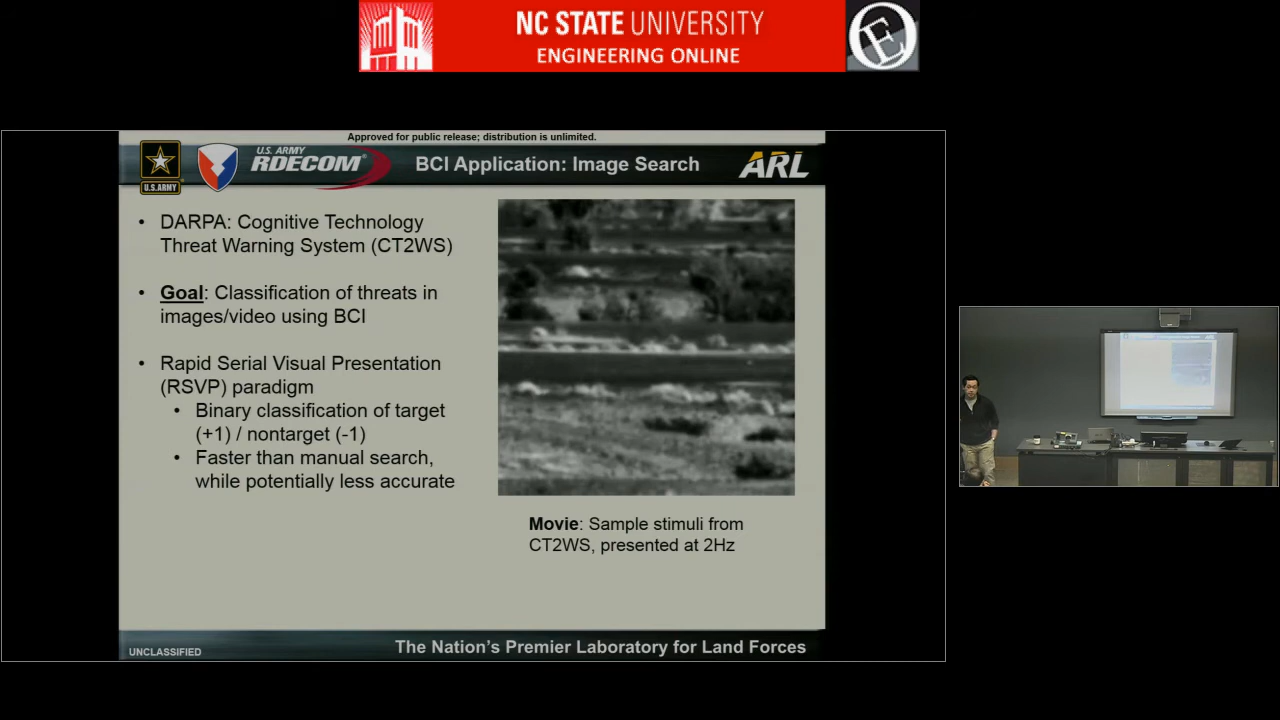 NC STATE UNIVERSITY
ENGINEERING ONLINE
Approved for public release; distribution is unlimited.
U.S.ARMY
U.S. ARMY
RDECOM®
BCI Application: Image Search
ARL
• DARPA: Cognitive Technology
Threat Warning System (CT2WS)
• Goal: Classification of threats in
images/video using BCI
• Rapid Serial Visual Presentation
(RSVP) paradigm
• Binary classification of target
(+1) / nontarget (-1)
• Faster than manual search,
while potentially less accurate
Movie: Sample stimuli from
CT2WS, presented at 2Hz
UNCLASSIFIED
The Nation's Premier Laboratory for Land Forces